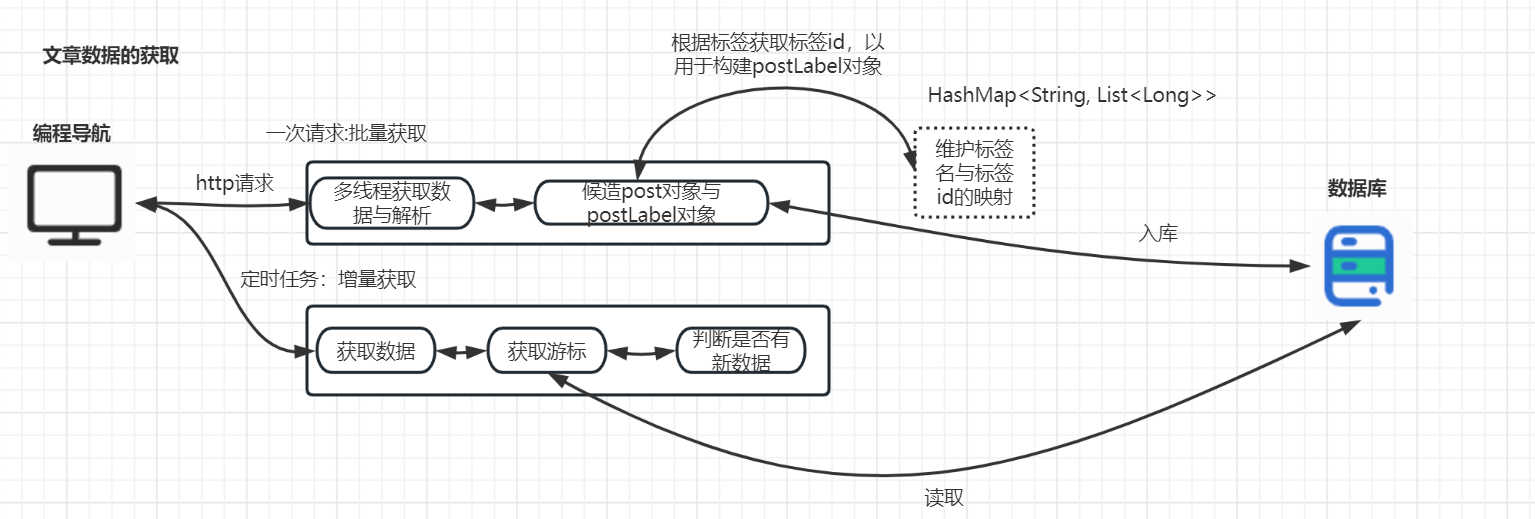 文章数据的获取
根据标签获取标签id，以
用于构建postLabel对象
HashMap<String, List<Long>>
编程导航
一次请求:批量获取
维护标签
名与标签
id的映射
http请求
多线程获取数
据与解析
候造post对象与
postLabel对象
数据库
入库
定时任务：增量获取
获取数据
获取游标
判断是否有
新数据
读取